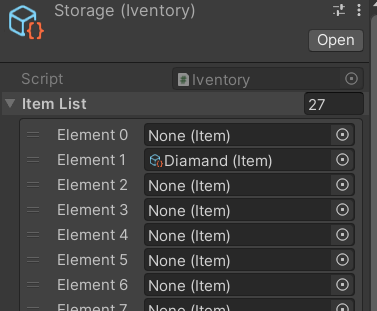 Storage (Iventory)
Open
Script Iventory
Item List 27
Element 0 None (Item)
Element 1 Diamand (Item)
Element 2 None (Item)
Element 3 None (Item)
Element 4 None (Item)
Element 5 None (Item)
Element 6 None (Item)
Element 7 None (Item)